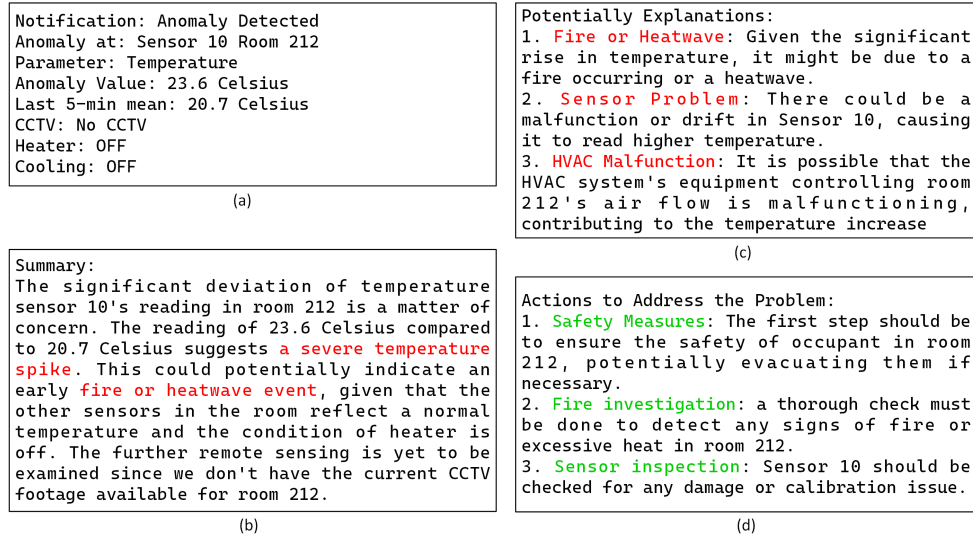 Notification: Anomaly Detected
Anomaly at: Sensor 10 Room 212
Parameter: Temperature
Anomaly Value: 23.6 Celsius
Last 5-min mean: 20.7 Celsius
CCTV: No CCTV
Heater: OFF
Cooling: OFF
(a)
Summary:
The significant deviation of temperature
sensor 10's reading in room 212 is a matter of
concern. The reading of 23.6 Celsius compared
to 20.7 Celsius suggests a severe temperature
spike. This could potentially indicate an
early fire or heatwave event, given that the
other sensors in the room reflect a normal
temperature and the condition of heater is
off. The further remote sensing is yet to be
examined since we don't have the current CCTV
footage available for room 212.
(b)
Potentially Explanations:
1. Fire or Heatwave: Given the significant
rise in temperature, it might be due to a
fire occurring or a heatwave.
2. Sensor Problem: There could be a
malfunction or drift in Sensor 10, causing
it to read higher temperature.
3. HVAC Malfunction: It is possible that the
HVAC system's equipment controlling room
212's air flow is malfunctioning,
contributing to the temperature increase
(c)
Actions to Address the Problem:
1. Safety Measures: The first step should be
to ensure the safety of occupant in room
212, potentially evacuating them if
necessary.
2. Fire investigation: a thorough check must
be done to detect any signs of fire or
excessive heat in room 212.
3. Sensor inspection: Sensor 10 should be
checked for any damage or calibration issue.
(d)